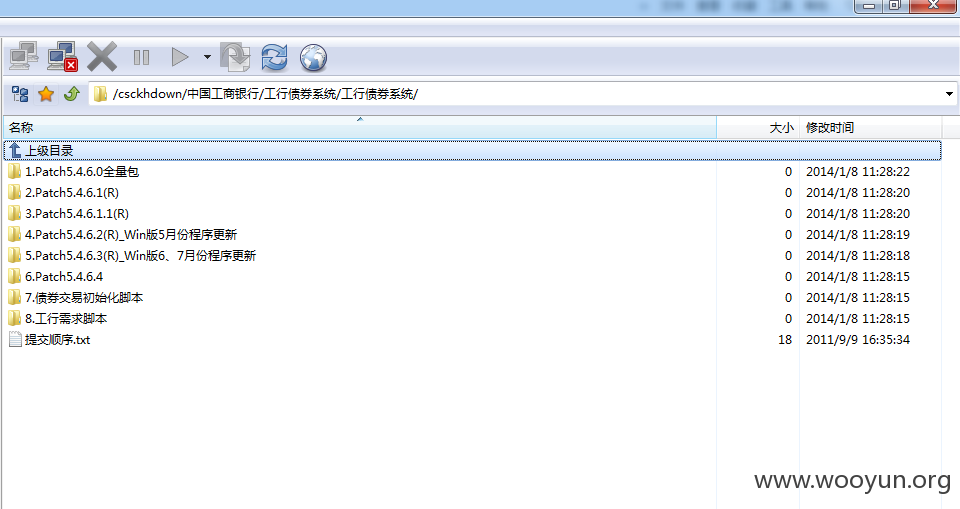 /csckhdown/中国工商银行/工行债券系统/工行债券系统/
名称 大小 修改时间
上级目录
1.Patch5.4.6.0全量包 0 2014/1/8 11:28:22
2.Patch5.4.6.1(R) 0 2014/1/8 11:28:20
3.Patch5.4.6.1.1(R) 0 2014/1/8 11:28:20
4.Patch5.4.6.2(R)_Win版5月份程序更新 0 2014/1/8 11:28:19
5.Patch5.4.6.3(R)_Win版6、7月份程序更新 0 2014/1/8 11:28:18
6.Patch5.4.6.4 0 2014/1/8 11:28:15
7.债券交易初始化脚本 0 2014/1/8 11:28:15
8.工行需求脚本 0 2014/1/8 11:28:15
提交顺序.txt 18 2011/9/9 16:35:34
www.wooyun.org